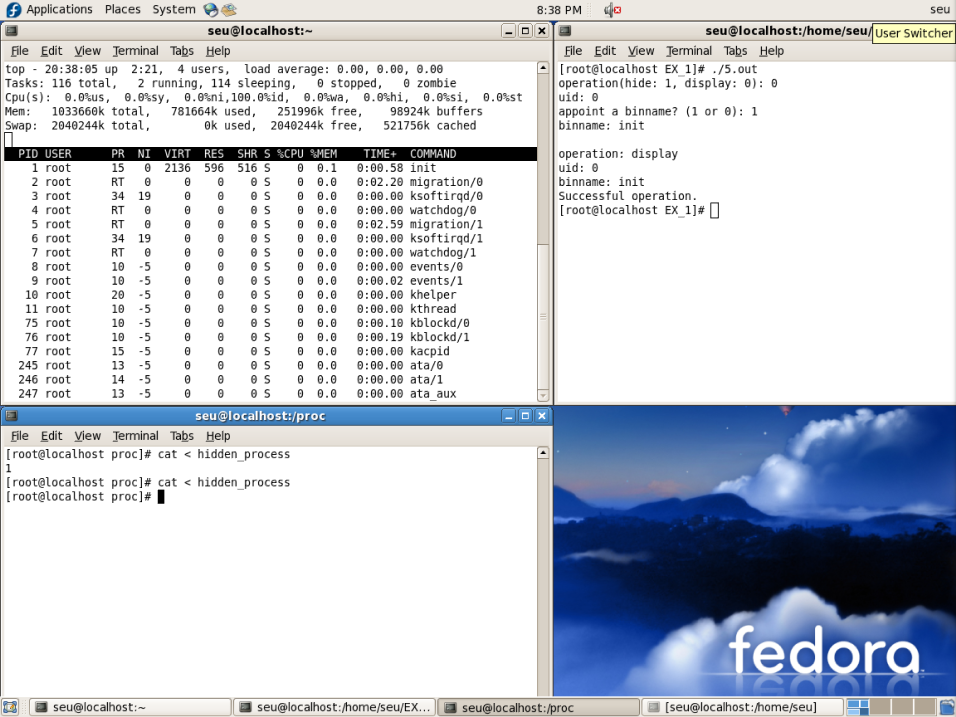 Applications Places System 8:38 PM seu
User Switcher
seu@localhost:~
File Edit View Terminal Tabs Help
top - 20:38:05 up  2:21,  4 users,  load average: 0.00, 0.00, 0.00
Tasks: 116 total,   2 running, 114 sleeping,   0 stopped,   0 zombie
Cpu(s):  0.0%us,  0.0%sy,  0.0%ni,100.0%id,  0.0%wa,  0.0%hi,  0.0%si,  0.0%st
Mem:   1033660k total,   781664k used,   251996k free,    98924k buffers
Swap:  2040244k total,        0k used,  2040244k free,   521756k cached
PID USER PR NI VIRT RES SHR S %CPU %MEM TIME+ COMMAND
1 root 15 0 2136 596 516 S 0 0.1 0:00.58 init
2 root RT 0 0 0 0 S 0 0.0 0:02.20 migration/0
3 root 34 19 0 0 0 S 0 0.0 0:00.00 ksoftirqd/0
4 root RT 0 0 0 0 S 0 0.0 0:00.00 watchdog/0
5 root RT 0 0 0 0 S 0 0.0 0:02.59 migration/1
6 root 34 19 0 0 0 S 0 0.0 0:00.00 ksoftirqd/1
7 root RT 0 0 0 0 S 0 0.0 0:00.00 watchdog/1
8 root 10 -5 0 0 0 S 0 0.0 0:00.00 events/0
9 root 10 -5 0 0 0 S 0 0.0 0:00.02 events/1
10 root 20 -5 0 0 0 S 0 0.0 0:00.00 khelper
11 root 10 -5 0 0 0 S 0 0.0 0:00.00 kthread
75 root 10 -5 0 0 0 S 0 0.0 0:00.10 kblockd/0
76 root 10 -5 0 0 0 S 0 0.0 0:00.19 kblockd/1
77 root 15 -5 0 0 0 S 0 0.0 0:00.00 kacpid
245 root 13 -5 0 0 0 S 0 0.0 0:00.00 ata/0
246 root 14 -5 0 0 0 S 0 0.0 0:00.00 ata/1
247 root 13 -5 0 0 0 S 0 0.0 0:00.00 ata_aux
seu@localhost:/home/seu/
File Edit View Terminal Tabs Help
[root@localhost EX_1]# ./5.out
operation(hide: 1, display: 0): 0
uid: 0
appoint a binname? (1 or 0): 1
binname: init
operation: display
uid: 0
binname: init
Successful operation.
[root@localhost EX_1]#
seu@localhost:/proc
File Edit View Terminal Tabs Help
[root@localhost proc]# cat < hidden_process
1
[root@localhost proc]# cat < hidden_process
[root@localhost proc]#
fedora
seu@localhost:~ seu@localhost:/home/seu/EX... seu@localhost:/proc [seu@localhost:/home/seu]